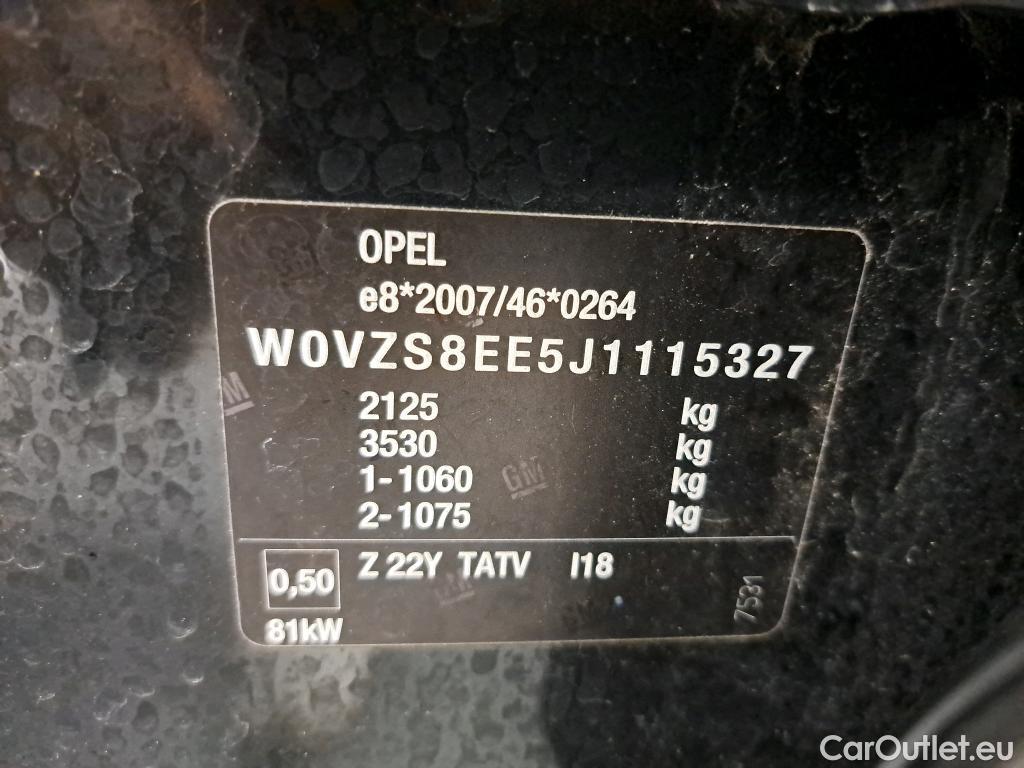 OPEL
e8*2007/46*0264
W0VZS8EE5J1115327
2125 kg
3530 kg
1-1060 kg
2-1075 kg
0,50 Z 22Y TATV I18
81kW
7531
GM
CarOutlet.eu